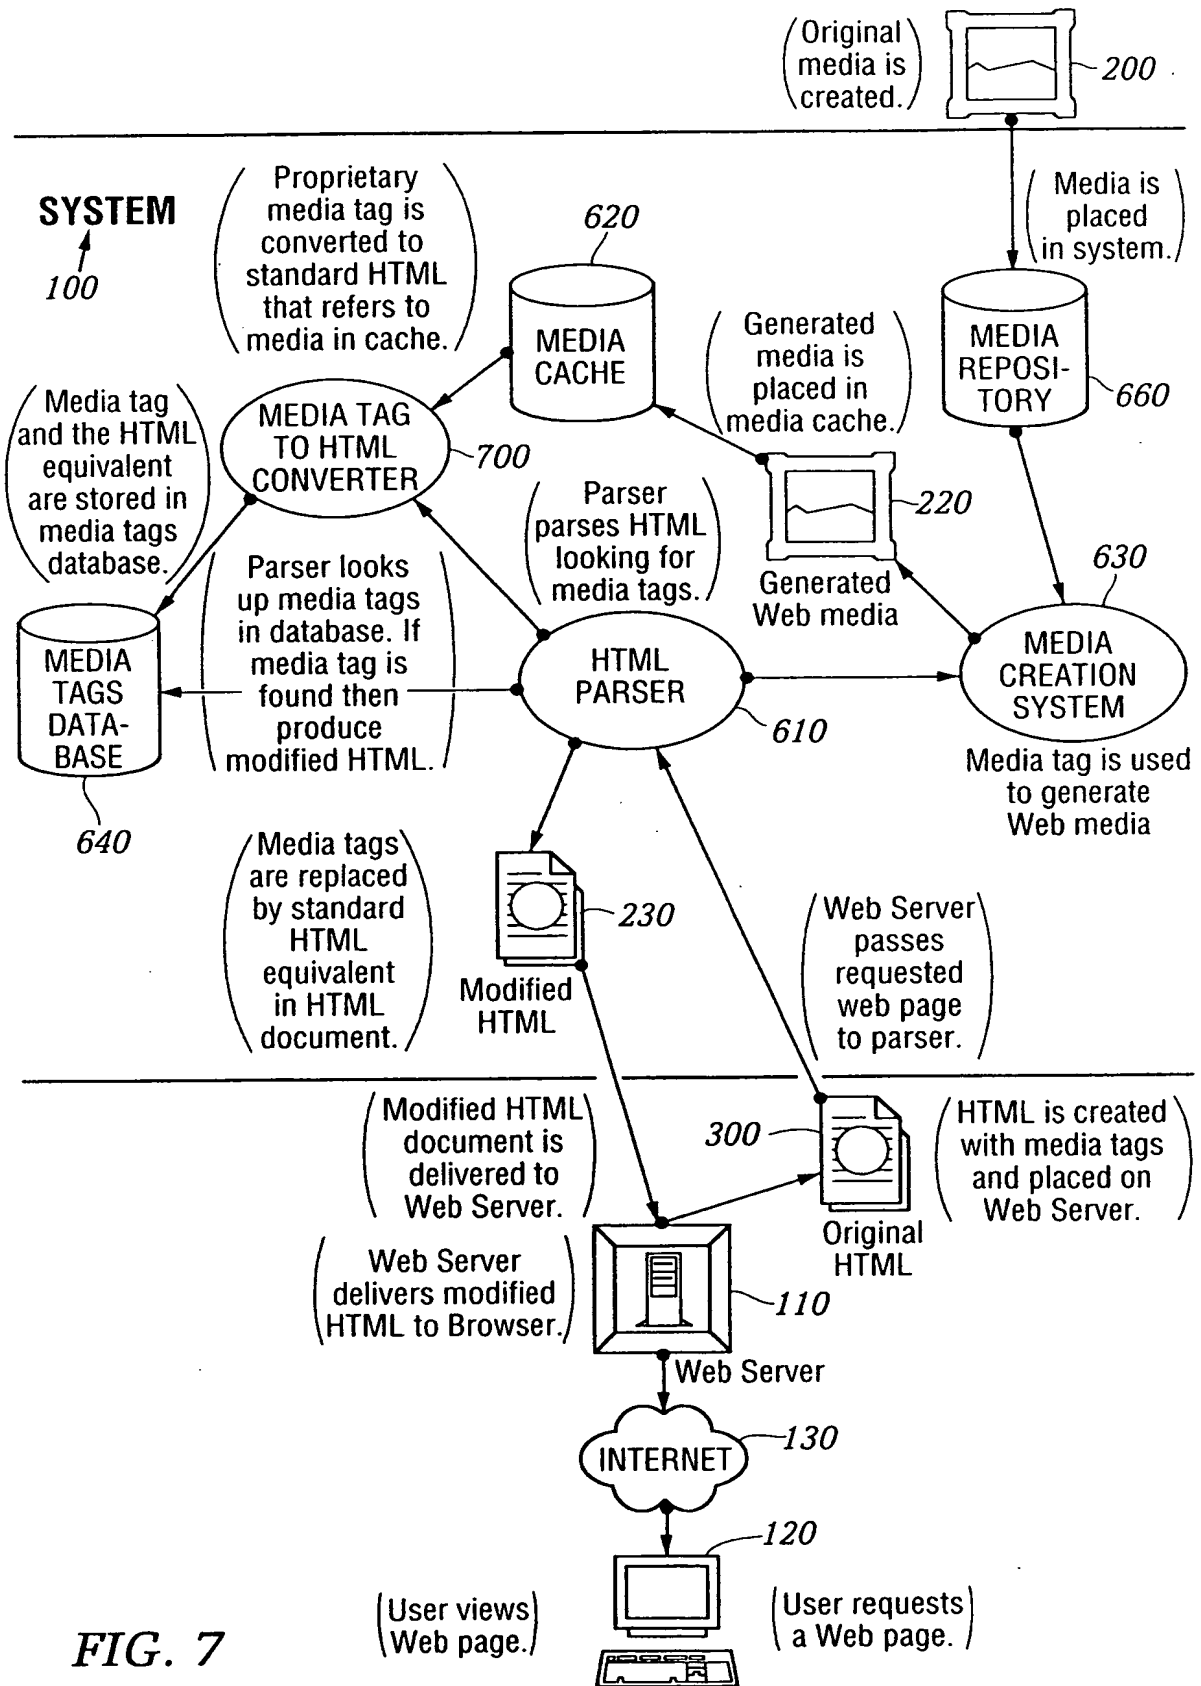 (Original
media is
created.)
200
SYSTEM
100
(Proprietary
media tag is
converted to
standard HTML
that refers to
media in cache.)
620
(Media is
placed
in system.)
MEDIA
CACHE
(Generated
media is
placed in
media cache.)
MEDIA
REPOSI-
TORY
660
(Media tag
and the HTML
equivalent
are stored in
media tags
database.)
MEDIA TAG
TO HTML
CONVERTER
700
(Parser
parses HTML
looking for
media tags.)
220
Generated
Web media
630
(Parser looks
up media tags
in database. If
media tag is
found then
produce
modified HTML.)
MEDIA
TAGS
DATA-
BASE
640
HTML
PARSER
610
MEDIA
CREATION
SYSTEM
Media tag is used
to generate
Web media
(Media tags
are replaced
by standard
HTML
equivalent
in HTML
document.)
230
Modified
HTML
(Web Server
passes
requested
web page
to parser.)
(Modified HTML
document is
delivered to
Web Server.)
300
Original
HTML
(HTML is created
with media tags
and placed on
Web Server.)
(Web Server
delivers modified
HTML to Browser.)
110
Web Server
INTERNET
130
120
(User views
Web page.)
(User requests
a Web page.)
FIG. 7